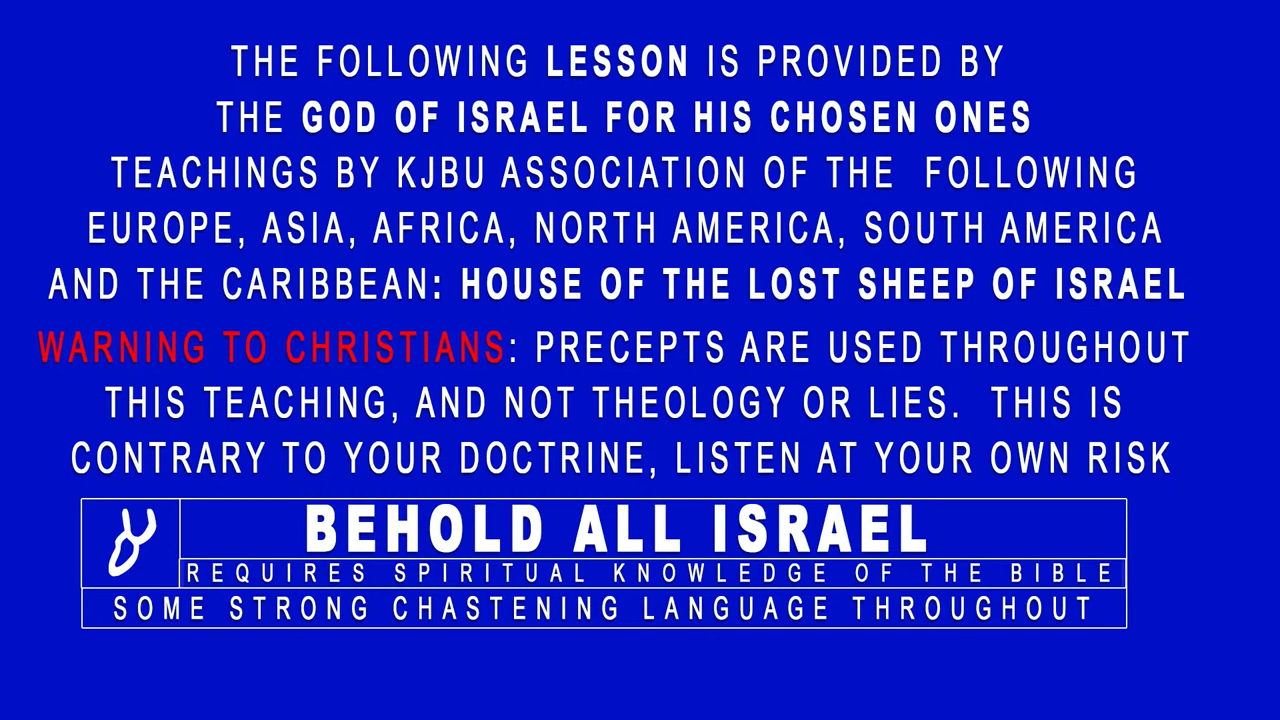 THE FOLLOWING LESSON IS PROVIDED BY
THE GOD OF ISRAEL FOR HIS CHOSEN ONES
TEACHINGS BY KJBU ASSOCIATION OF THE FOLLOWING
EUROPE, ASIA, AFRICA, NORTH AMERICA, SOUTH AMERICA
AND THE CARIBBEAN: HOUSE OF THE LOST SHEEP OF ISRAEL
WARNING TO CHRISTIANS: PRECEPTS ARE USED THROUGHOUT
THIS TEACHING, AND NOT THEOLOGY OR LIES. THIS IS
CONTRARY TO YOUR DOCTRINE, LISTEN AT YOUR OWN RISK
BEHOLD ALL ISRAEL
REQUIRES SPIRITUAL KNOWLEDGE OF THE BIBLE
SOME STRONG CHASTENING LANGUAGE THROUGHOUT